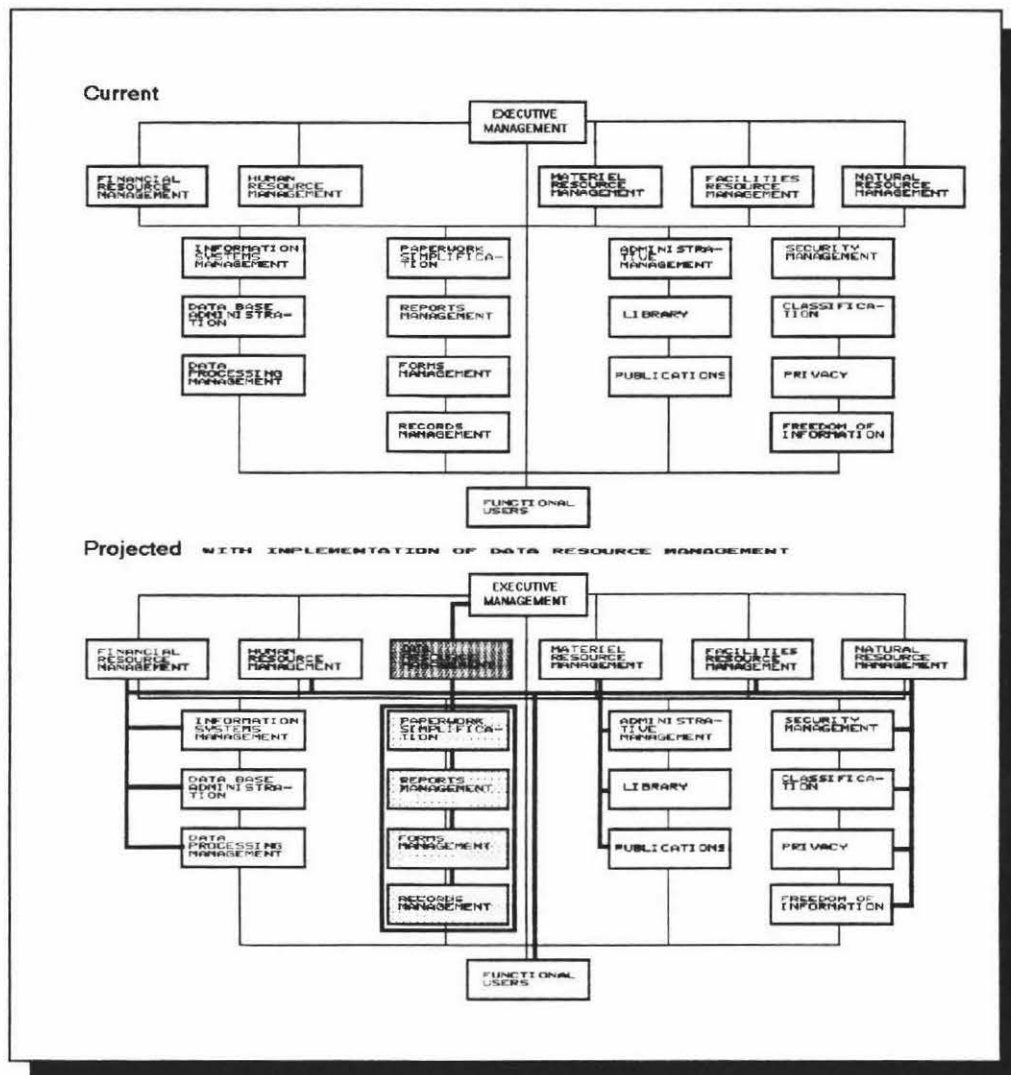 Current
EXECUTIVE
MANAGEMENT
FINANCIAL
RESOURCE
MANAGEMENT
HUMAN
RESOURCE
MANAGEMENT
MATERIEL
RESOURCE
MANAGEMENT
FACILITIES
RESOURCE
MANAGEMENT
NATURAL
RESOURCE
MANAGEMENT
INFORMATION
SYSTEMS
MANAGEMENT
PAPERWORK
SIMPLIFICA-
TION
ADMINISTRA-
TIVE
MANAGEMENT
SECURITY
MANAGEMENT
DATA BASE
ADMINISTRA-
TION
REPORTS
MANAGEMENT
LIBRARY
CLASSIFICA-
TION
DATA
PROCESSING
MANAGEMENT
FORMS
MANAGEMENT
PUBLICATIONS
PRIVACY
RECORDS
MANAGEMENT
FREEDOM OF
INFORMATION
FUNCTIONAL
USERS
Projected WITH IMPLEMENTATION OF DATA RESOURCE MANAGEMENT
EXECUTIVE
MANAGEMENT
FINANCIAL
RESOURCE
MANAGEMENT
HUMAN
RESOURCE
MANAGEMENT
DATA
RESOURCE
MANAGEMENT
MATERIEL
RESOURCE
MANAGEMENT
FACILITIES
RESOURCE
MANAGEMENT
NATURAL
RESOURCE
MANAGEMENT
INFORMATION
SYSTEMS
MANAGEMENT
PAPERWORK
SIMPLIFICA-
TION
ADMINISTRA-
TIVE
MANAGEMENT
SECURITY
MANAGEMENT
DATA BASE
ADMINISTRA-
TION
REPORTS
MANAGEMENT
LIBRARY
CLASSIFICA-
TION
DATA
PROCESSING
MANAGEMENT
FORMS
MANAGEMENT
PUBLICATIONS
PRIVACY
RECORDS
MANAGEMENT
FREEDOM OF
INFORMATION
FUNCTIONAL
USERS